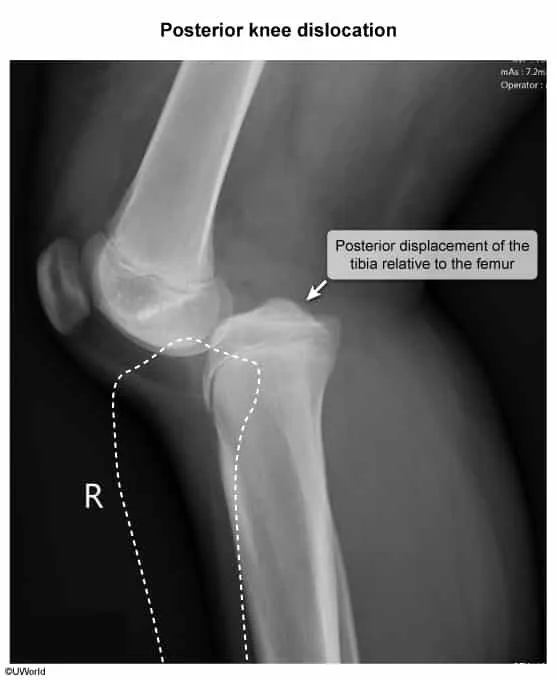 Posterior knee dislocation
mAs : 7.2m
Operator :
Posterior displacement of the
tibia relative to the femur
R
©UWorld